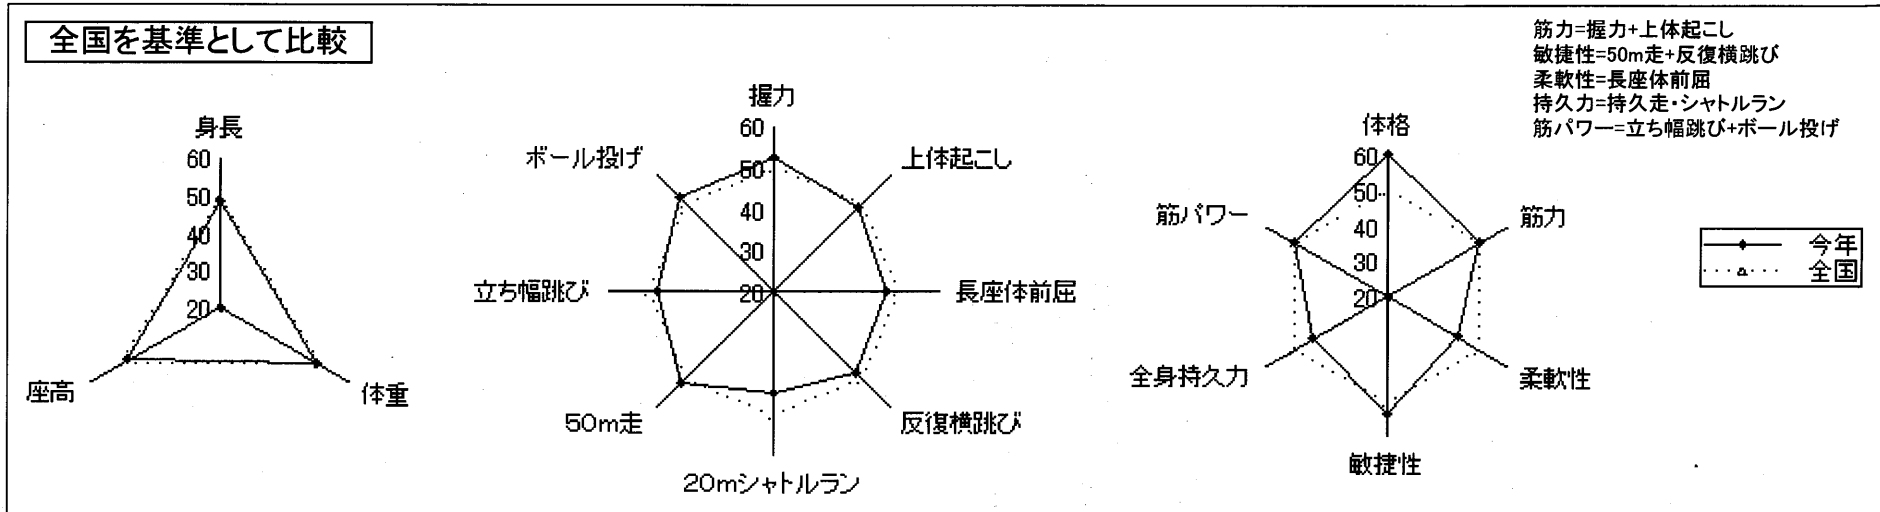 全国を基準として比較
筋力=握力+上体起こし
敏捷性=50m走+反復横跳び
柔軟性=長座体前屈
持久力=持久走・シャトルラン
筋パワー=立ち幅跳び+ボール投げ
身長
60
50
40
30
20
座高
体重
握力
60
50
40
30
20
ボール投げ
上体起こし
立ち幅跳び
長座体前屈
50m走
反復横跳び
20mシャトルラン
体格
60
50
40
30
20
筋パワー
筋力
全身持久力
柔軟性
敏捷性
今年
全国